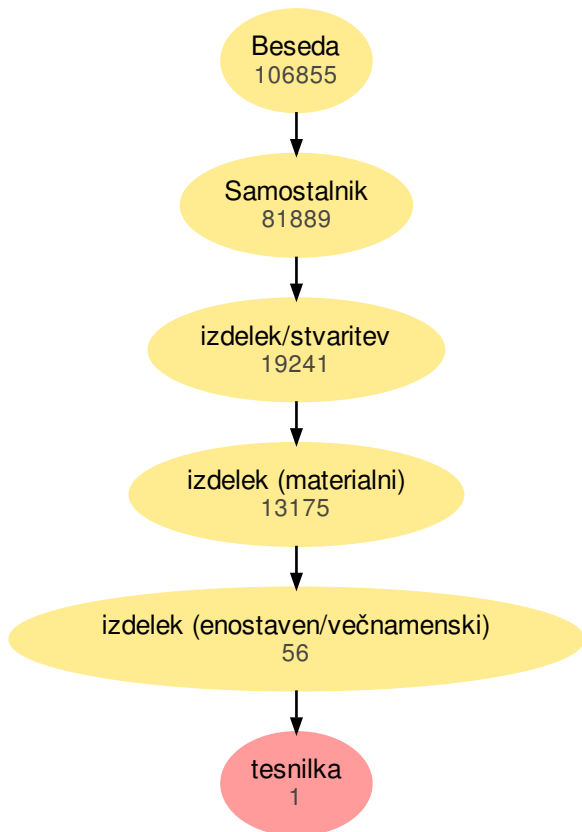 Beseda
106855
Samostalnik
81889
izdelek/stvaritev
19241
izdelek (materialni)
13175
izdelek (enostaven/večnamenski)
56
tesnilka
1